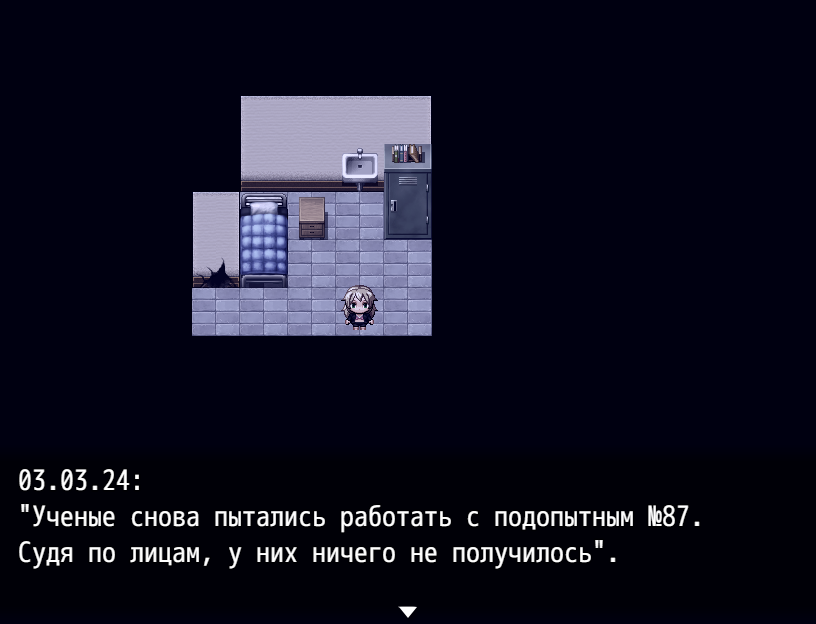 03.03.24:
"Ученые снова пытались работать с подопытным №87.
Судя по лицам, у них ничего не получилось".